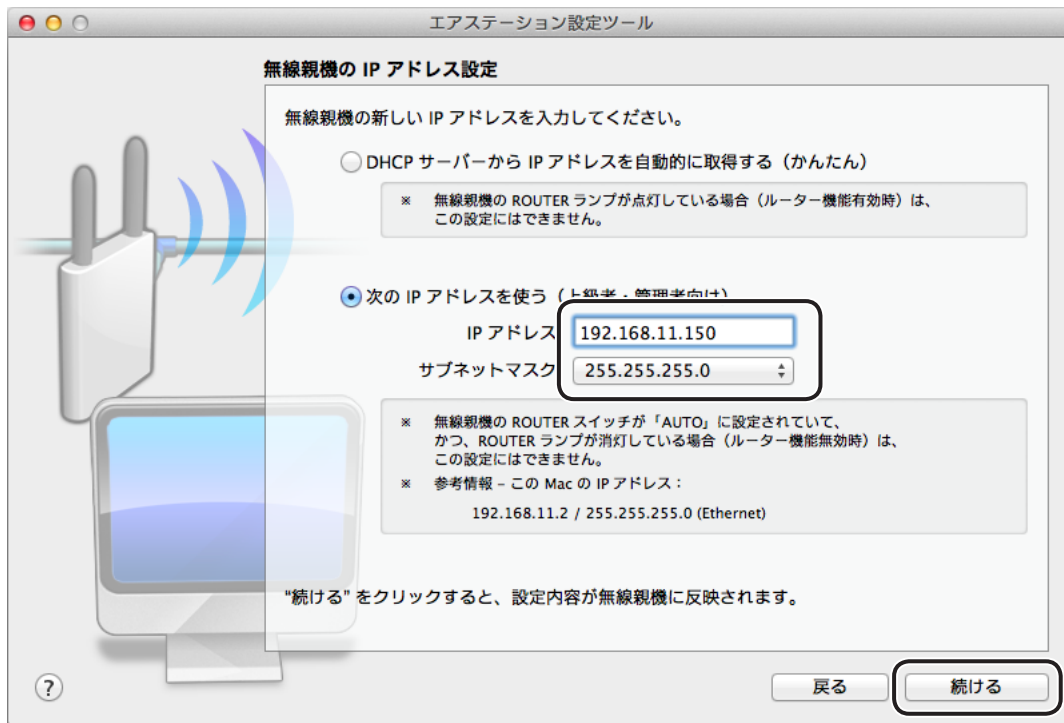 エアステーション設定ツール
無線親機の IP アドレス設定
無線親機の新しい IP アドレスを入力してください。
DHCP サーバーから IP アドレスを自動的に取得する（かんたん）
※ 無線親機の ROUTER ランプが点灯している場合（ルーター機能有効時）は、
この設定にはできません。
次の IP アドレスを使う（上級者・管理者向け）
IP アドレス 192.168.11.150
サブネットマスク 255.255.255.0
※ 無線親機の ROUTER スイッチが「AUTO」に設定されていて、
かつ、ROUTER ランプが消灯している場合（ルーター機能無効時）は、
この設定にはできません。
※ 参考情報 – この Mac の IP アドレス：
192.168.11.2 / 255.255.255.0 (Ethernet)
“続ける” をクリックすると、設定内容が無線親機に反映されます。
? 戻る 続ける